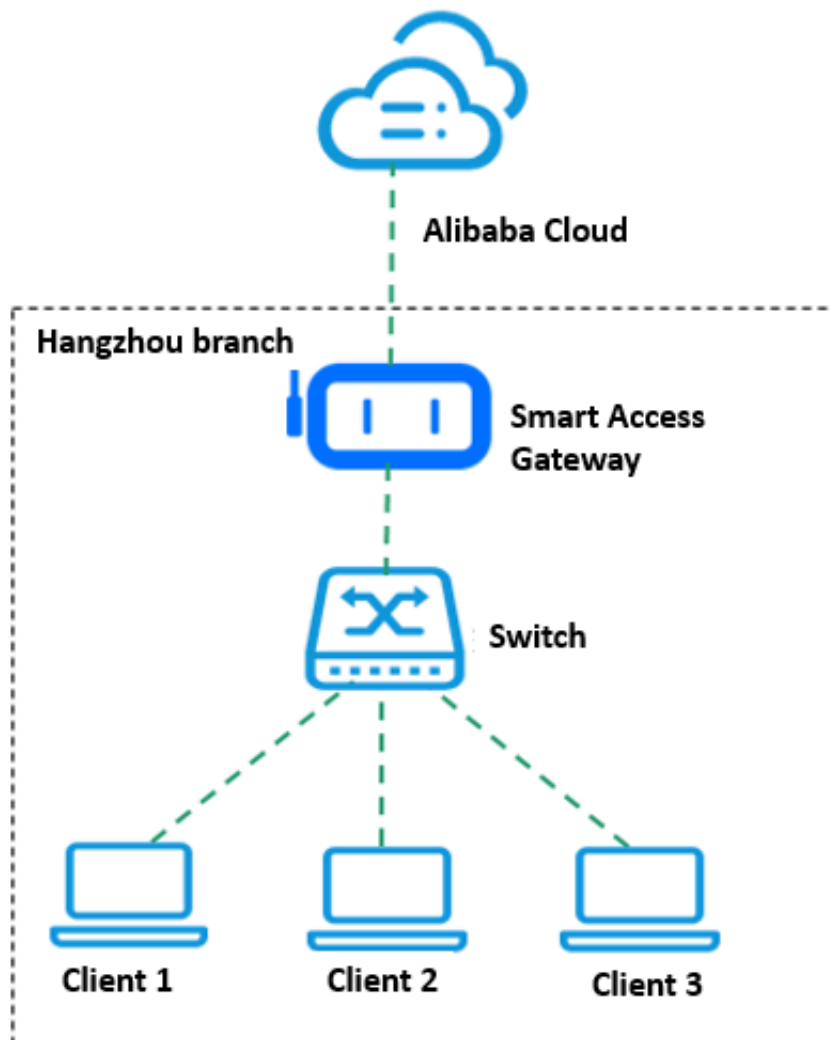 Alibaba Cloud
Hangzhou branch
Smart Access
Gateway
Switch
Client 1
Client 2
Client 3